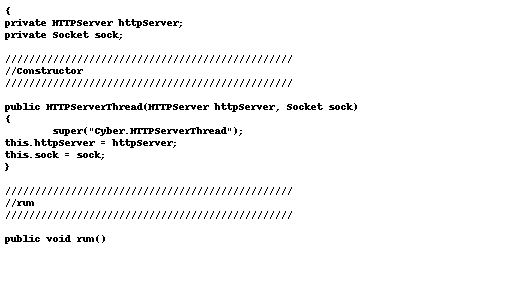 {
private HTTPServer httpServer;
private Socket sock;
////////////////////////////////////////////////
//Constructor
////////////////////////////////////////////////
public HTTPServerThread(HTTPServer httpServer, Socket sock)
{
super("Cyber.HTTPServerThread");
this.httpServer = httpServer;
this.sock = sock;
}
////////////////////////////////////////////////
//run
////////////////////////////////////////////////
public void run()